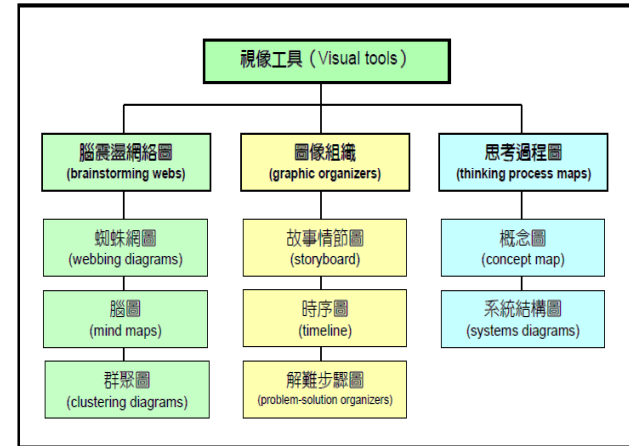 視像工具（Visual tools）
腦震盪網絡圖
(brainstorming webs)
圖像組織
(graphic organizers)
思考過程圖
(thinking process maps)
蜘蛛網圖
(webbing diagrams)
故事情節圖
(storyboard)
概念圖
(concept map)
腦圖
(mind maps)
時序圖
(timeline)
系統結構圖
(systems diagrams)
群聚圖
(clustering diagrams)
解難步驟圖
(problem-solution organizers)